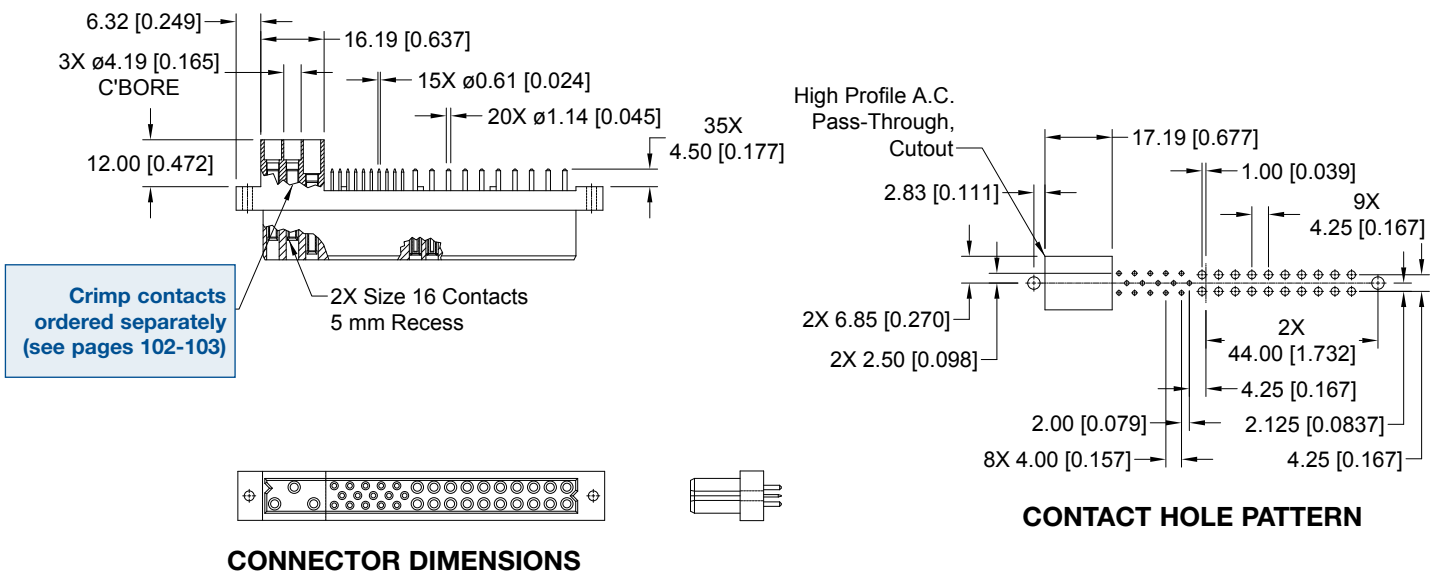 6.32 [0.249]
16.19 [0.637]
3X ø4.19 [0.165]
C'BORE
15X ø0.61 [0.024]
20X ø1.14 [0.045]
35X
4.50 [0.177]
12.00 [0.472]
Crimp contacts
ordered separately
(see pages 102-103)
2X Size 16 Contacts
5 mm Recess
CONNECTOR DIMENSIONS
High Profile A.C.
Pass-Through,
Cutout
17.19 [0.677]
2.83 [0.111]
1.00 [0.039]
9X
4.25 [0.167]
2X 6.85 [0.270]
2X 2.50 [0.098]
2X
44.00 [1.732]
4.25 [0.167]
2.00 [0.079]
2.125 [0.0837]
8X 4.00 [0.157]
4.25 [0.167]
CONTACT HOLE PATTERN